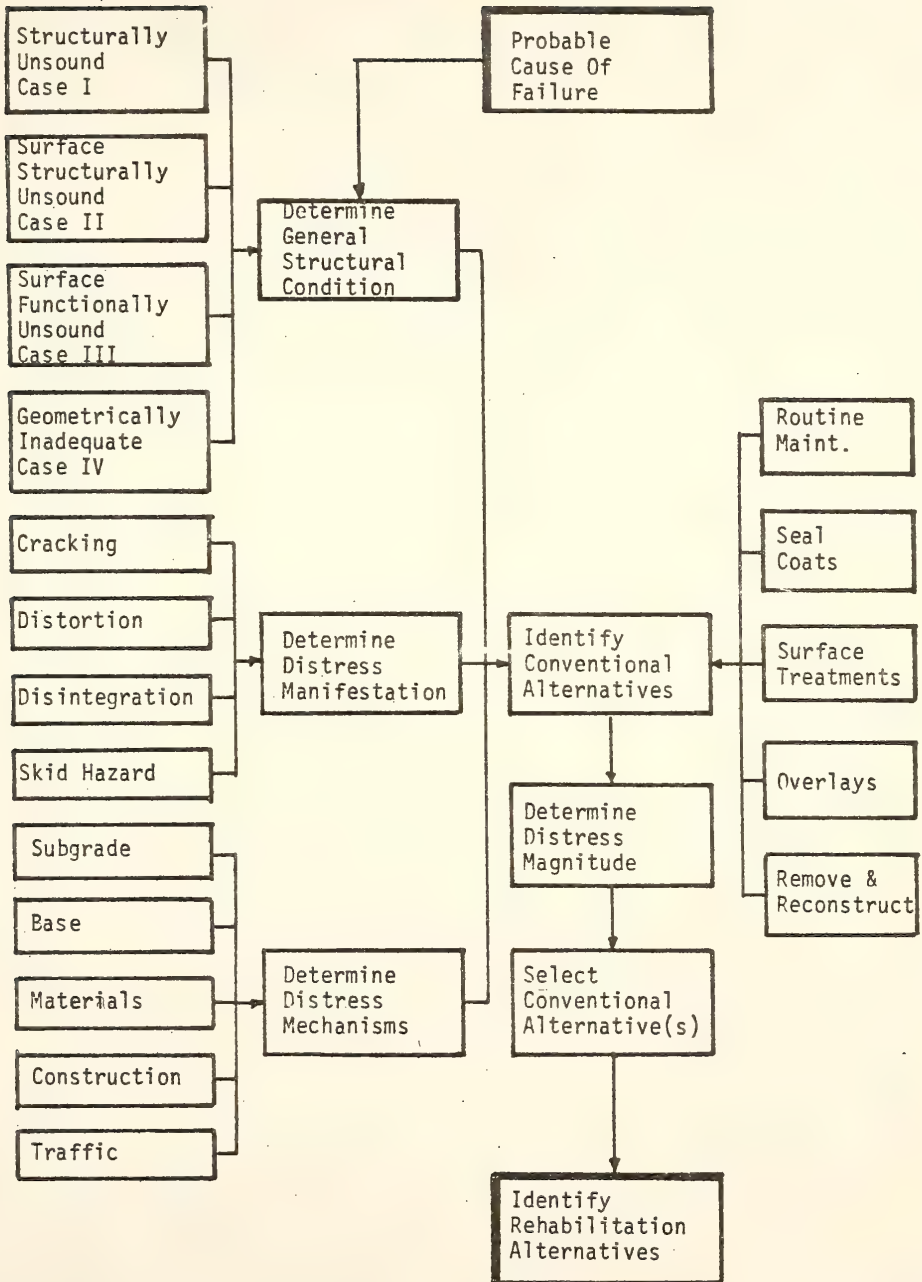 Structurally
Unsound
Case I
Probable
Cause Of
Failure
Surface
Structurally
Unsound
Case II
Determine
General
Structural
Condition
Surface
Functionally
Unsound
Case III
Geometrically
Inadequate
Case IV
Routine
Maint.
Cracking
Seal
Coats
Distortion
Determine
Distress
Manifestation
Identify
Conventional
Alternatives
Surface
Treatments
Disintegration
Skid Hazard
Overlays
Subgrade
Determine
Distress
Magnitude
Remove &
Reconstruct
Base
Materials
Determine
Distress
Mechanisms
Select
Conventional
Alternative(s)
Construction
Traffic
Identify
Rehabilitation
Alternatives